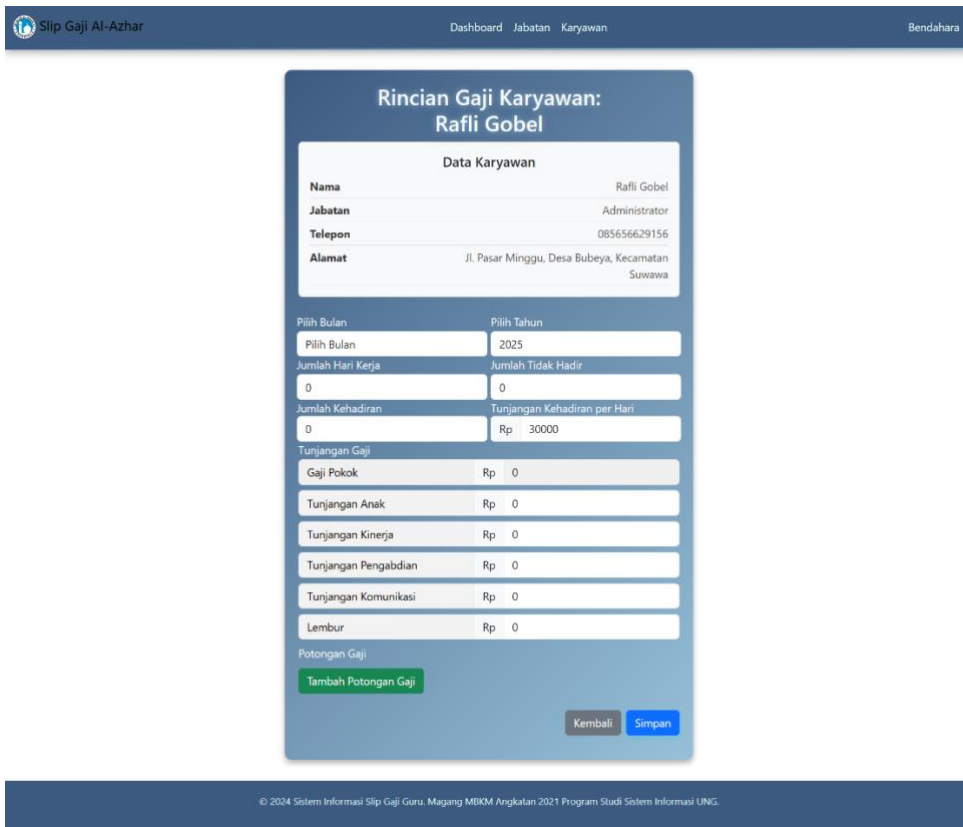 Slip Gaji Al-Azhar
Dashboard Jabatan Karyawan
Bendahara
Rincian Gaji Karyawan:
Rafli Gobel
Data Karyawan
Nama Rafli Gobel
Jabatan Administrator
Telepon 085656629156
Alamat Jl. Pasar Minggu, Desa Bubeya, Kecamatan
Suwawa
Pilih Bulan Pilih Tahun
Pilih Bulan 2025
Jumlah Hari Kerja Jumlah Tidak Hadir
0 0
Jumlah Kehadiran Tunjangan Kehadiran per Hari
0 Rp 30000
Tunjangan Gaji
Gaji Pokok Rp 0
Tunjangan Anak Rp 0
Tunjangan Kinerja Rp 0
Tunjangan Pengabdian Rp 0
Tunjangan Komunikasi Rp 0
Lembur Rp 0
Potongan Gaji
Tambah Potongan Gaji
Kembali Simpan
© 2024 Sistem Informasi Slip Gaji Guru. Magang MBKM Angkatan 2021 Program Studi Sistem Informasi UNG.